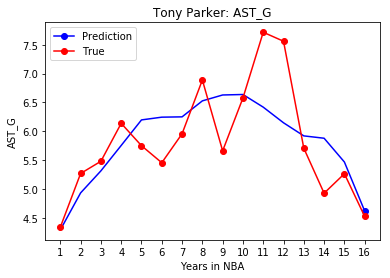 Tony Parker: AST_G
Prediction
True
AST_G
7.5
7.0
6.5
6.0
5.5
5.0
4.5
1 2 3 4 5 6 7 8 9 10 11 12 13 14 15 16
Years in NBA